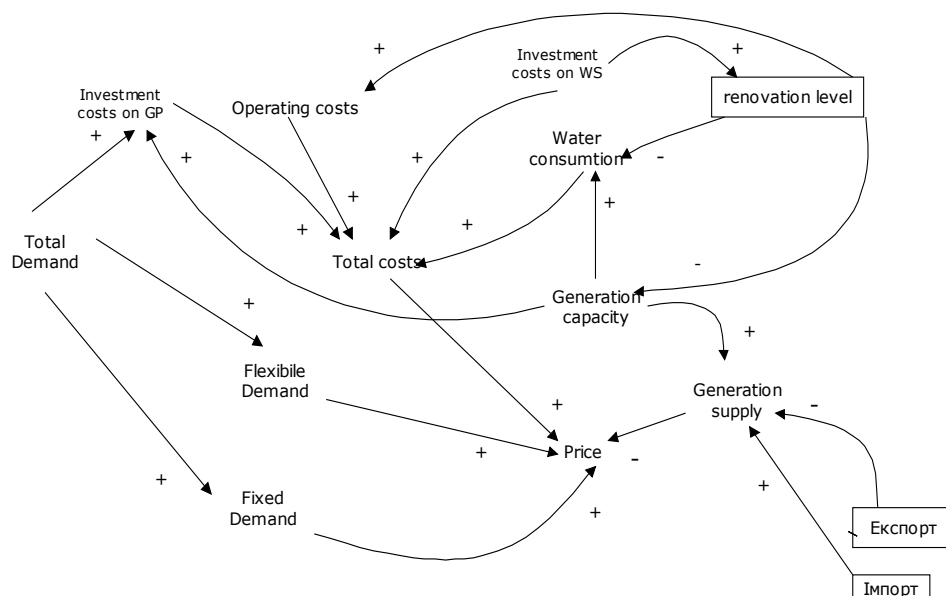 +
Investment
costs on WS
+
Investment
costs on GP
Operating costs
renovation level
+
+
Water
consumtion
+
-
+
+
+
+
+
Total
Demand
Total costs
-
Generation
capacity
+
+
Flexibile
Demand
Generation
supply
+
-
+
Price
-
+
+
Fixed
Demand
+
Експорт
Імпорт